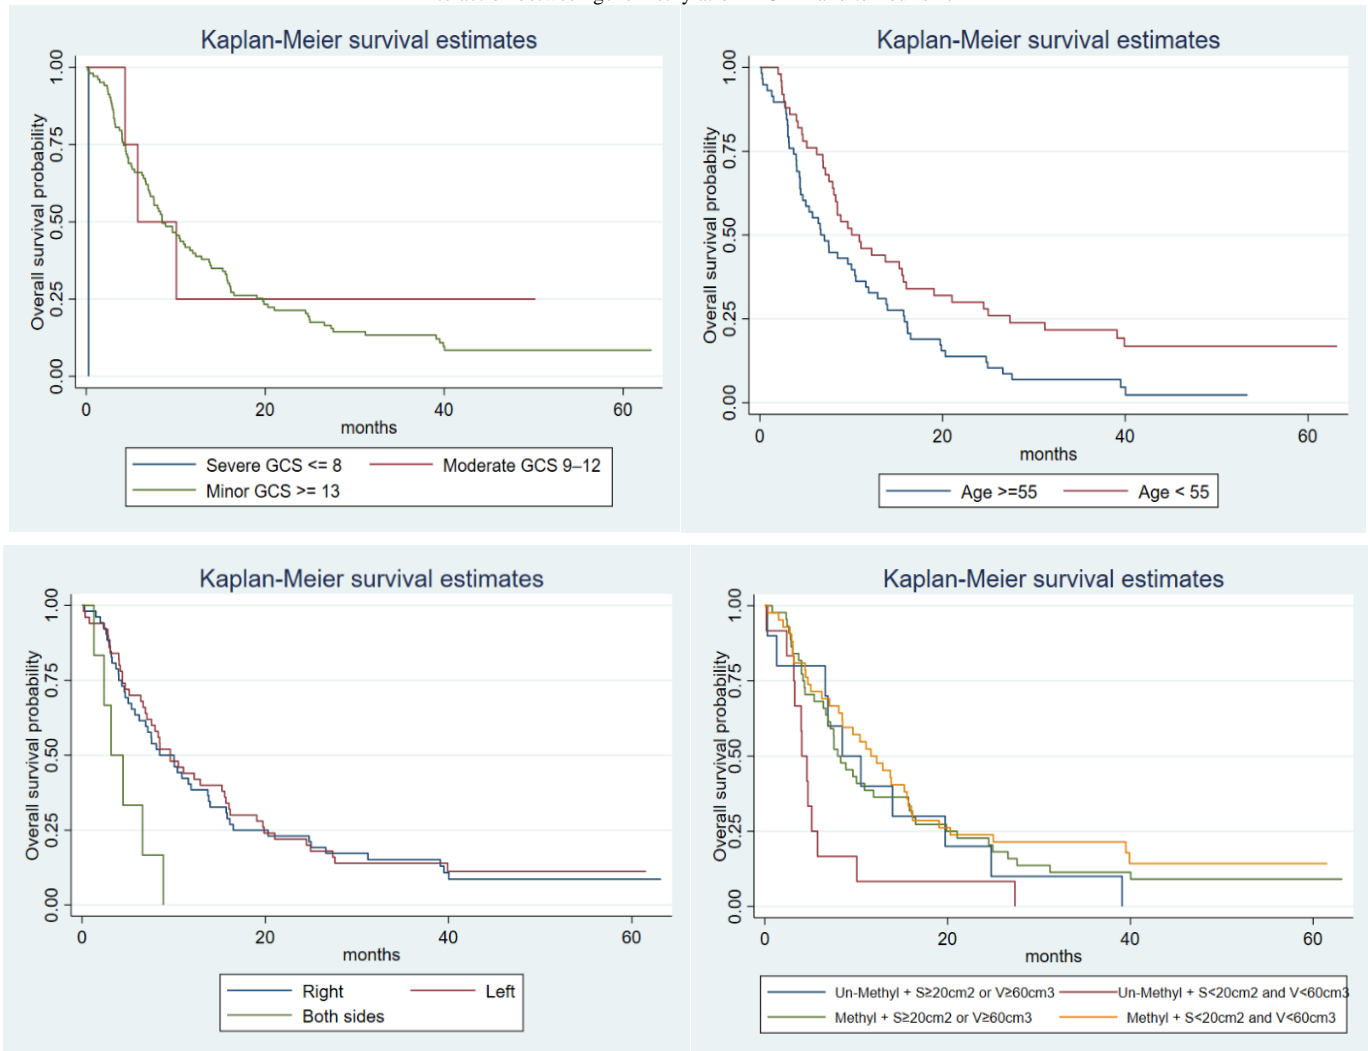 Kaplan-Meier survival estimates
Overall survival probability
1.00
0.75
0.50
0.25
0.00
0 20 40 60
months
Severe GCS <= 8 Moderate GCS 9–12
Minor GCS >= 13
Kaplan-Meier survival estimates
Overall survival probability
1.00
0.75
0.50
0.25
0.00
0 20 40 60
months
Age >=55 Age < 55
Kaplan-Meier survival estimates
Overall survival probability
1.00
0.75
0.50
0.25
0.00
0 20 40 60
months
Right Left
Both sides
Kaplan-Meier survival estimates
Overall survival probability
1.00
0.75
0.50
0.25
0.00
0 20 40 60
months
Un-Methyl + S≥20cm2 or V≥60cm3 Un-Methyl + S<20cm2 and V<60cm3
Methyl + S≥20cm2 or V≥60cm3 Methyl + S<20cm2 and V<60cm3